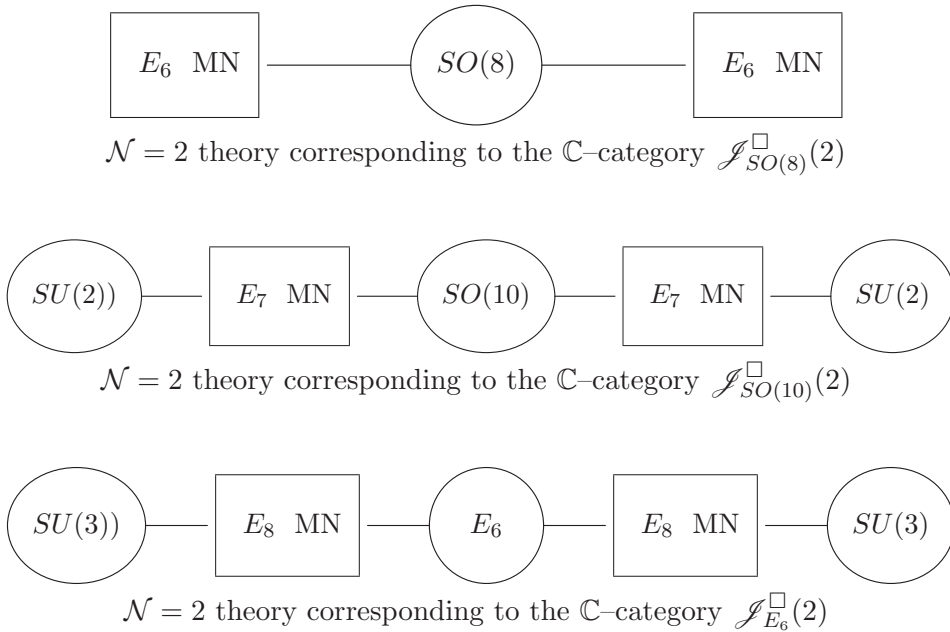 E₆ MN SO(8) E₆ MN
𝒩 = 2 theory corresponding to the ℂ–category 𝒥^□_{SO(8)}(2)
SU(2)) E₇ MN SO(10) E₇ MN SU(2)
𝒩 = 2 theory corresponding to the ℂ–category 𝒥^□_{SO(10)}(2)
SU(3)) E₈ MN E₆ E₈ MN SU(3)
𝒩 = 2 theory corresponding to the ℂ–category 𝒥^□_{E₆}(2)